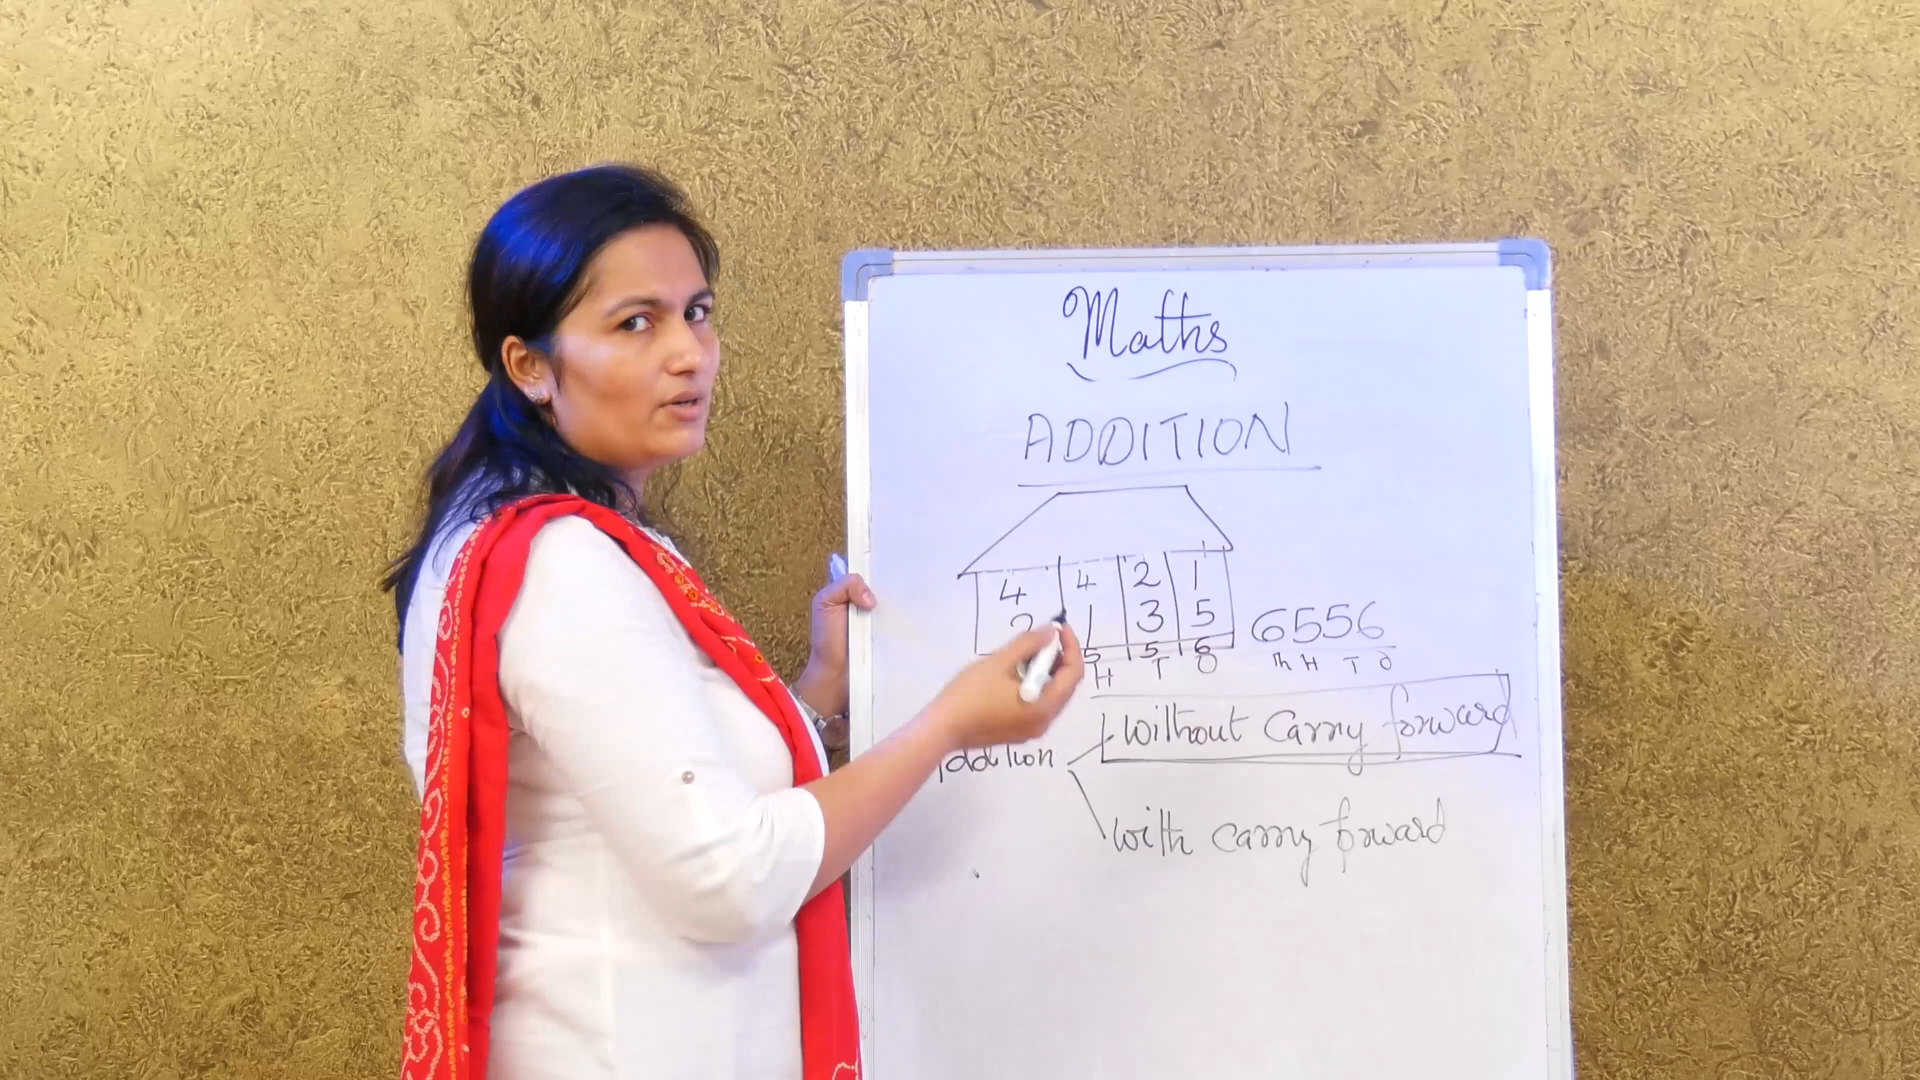 Maths
ADDITION
4 4 2 1
2 1 3 5
5 5 6
6556
H T O
Th H T O
Without Carry forward
Addition
with carry forward